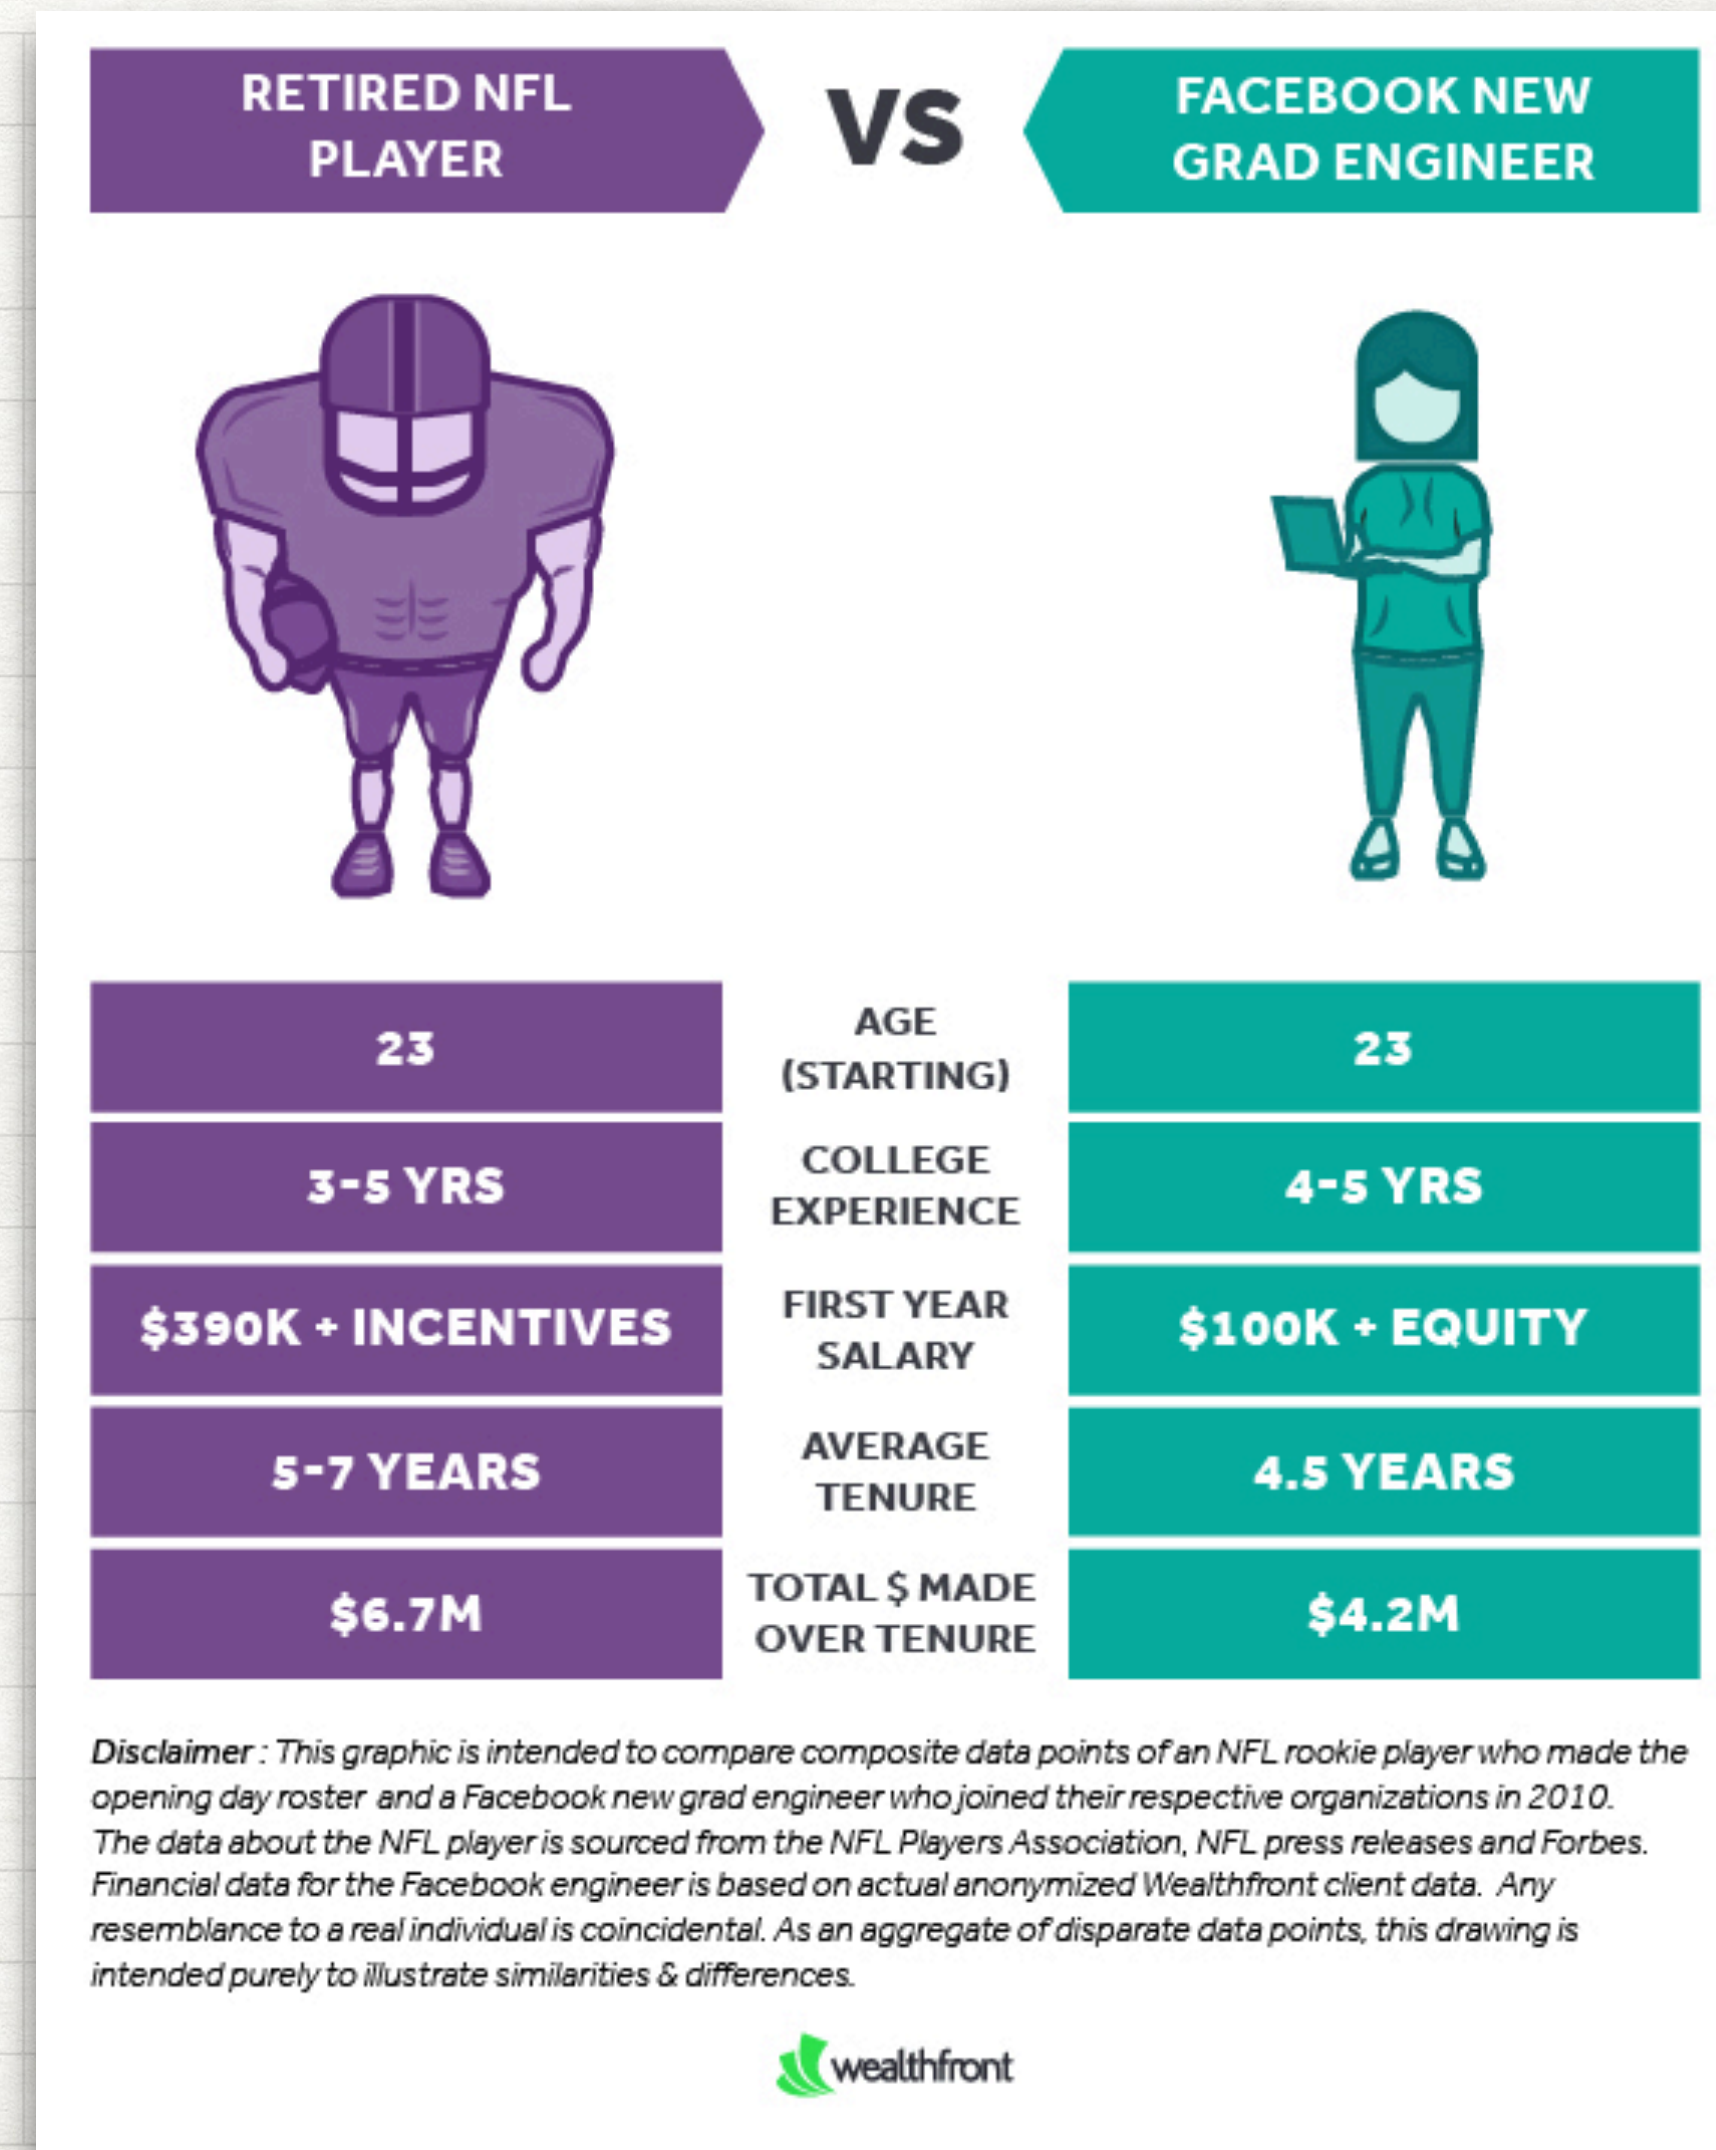 RETIRED NFL
PLAYER
VS
FACEBOOK NEW
GRAD ENGINEER
23
AGE
(STARTING)
23
3-5 YRS
COLLEGE
EXPERIENCE
4-5 YRS
$390K + INCENTIVES
FIRST YEAR
SALARY
$100K + EQUITY
5-7 YEARS
AVERAGE
TENURE
4.5 YEARS
$6.7M
TOTAL $ MADE
OVER TENURE
$4.2M
Disclaimer : This graphic is intended to compare composite data points of an NFL rookie player who made the
opening day roster and a Facebook new grad engineer who joined their respective organizations in 2010.
The data about the NFL player is sourced from the NFL Players Association, NFL press releases and Forbes.
Financial data for the Facebook engineer is based on actual anonymized Wealthfront client data. Any
resemblance to a real individual is coincidental. As an aggregate of disparate data points, this drawing is
intended purely to illustrate similarities & differences.
wealthfront